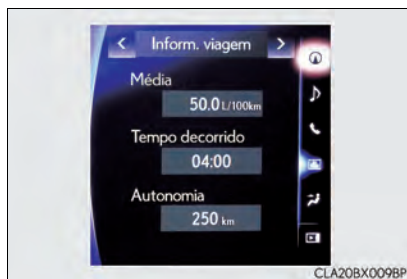 Inform. viagem
Média
50.0 L/100km
Tempo decorrido
04:00
Autonomia
250 km
CLA20BX009BP